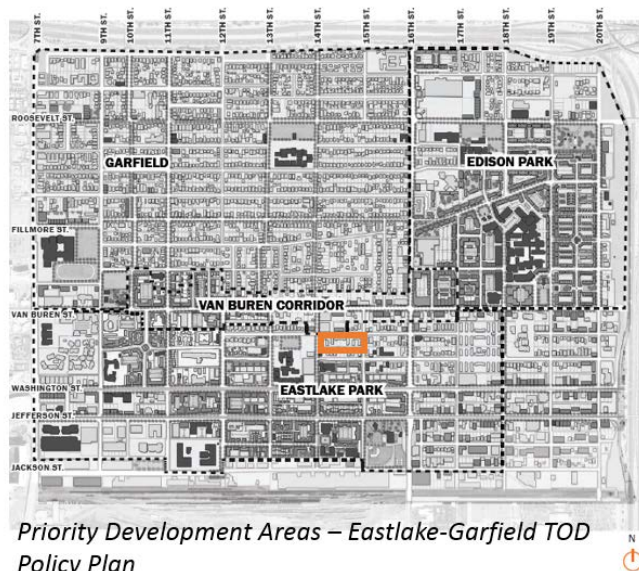 7TH ST. 9TH ST. 10TH ST. 11TH ST. 12TH ST. 13TH ST. 14TH ST. 15TH ST. 16TH ST. 17TH ST. 18TH ST. 19TH ST. 20TH ST.
ROOSEVELT ST.
GARFIELD EDISON PARK
FILLMORE ST.
VAN BUREN CORRIDOR
VAN BUREN ST.
WASHINGTON ST.
EASTLAKE PARK
JEFFERSON ST.
JACKSON ST.
Priority Development Areas – Eastlake-Garfield TOD
Policy Plan
N